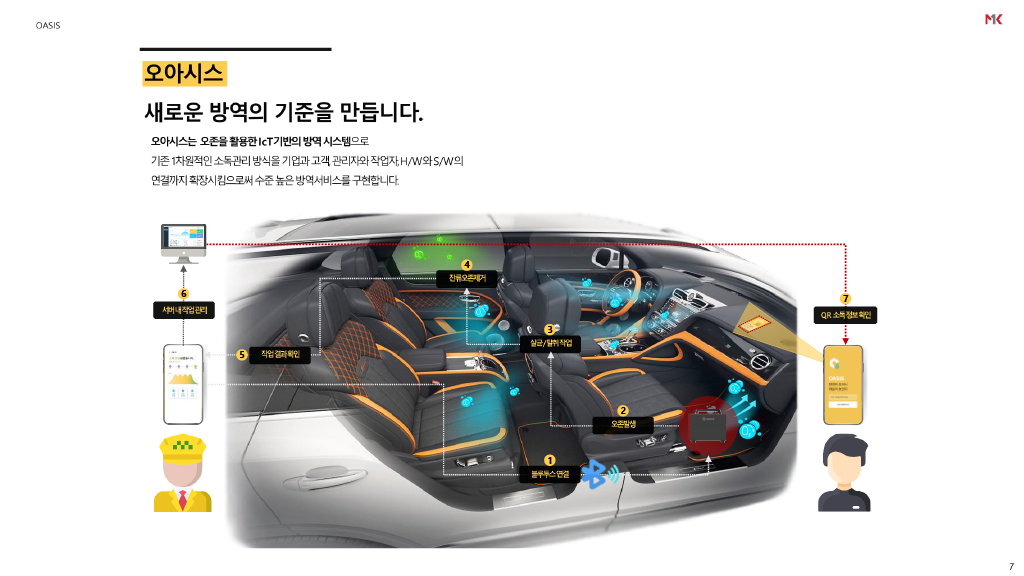 OASIS
MK
오아시스
새로운 방역의 기준을 만듭니다.
오아시스는 오존을 활용한 IcT기반의 방역 시스템으로
기존 1차원적인 소독관리 방식을 기업과 고객, 관리자와 작업자, H/W와 S/W의
연결까지 확장시킴으로써 수준 높은 방역서비스를 구현합니다.
4
잔류오존제거
6
서버 내 작업 관리
7
QR 소독 정보 확인
3
살균/탈취 작업
5
작업 결과 확인
OASIS
2
오존발생
1
블루투스 연결
7